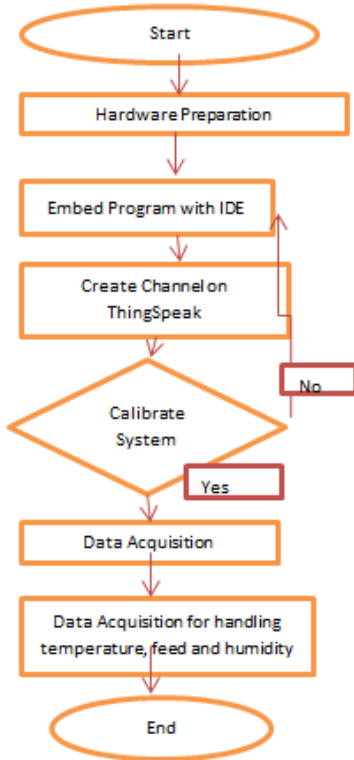 Start
Hardware Preparation
Embed Program with IDE
Create Channel on
ThingSpeak
No
Calibrate
System
Yes
Data Acquisition
Data Acquisition for handling
temperature, feed and humidity
End